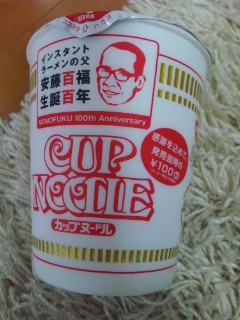 インスタント
ラーメンの父
安藤百福
生誕百年
MOMOFUKU 100th Anniversary
感謝を込めて、
発売当時の
¥100
CUP
NOODLE
カップヌードル